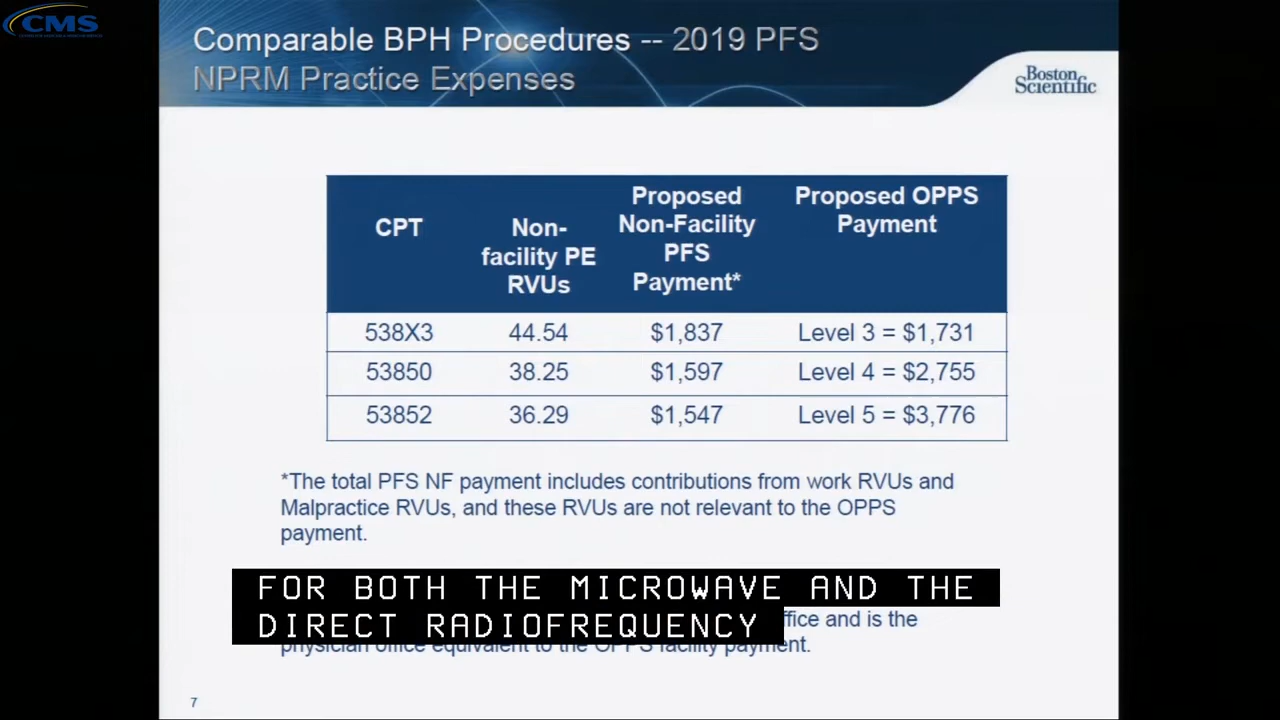 CMS
Comparable BPH Procedures -- 2019 PFS
NPRM Practice Expenses
Boston
Scientific
CPT
Non-
facility PE
RVUs
Proposed
Non-Facility
PFS
Payment*
Proposed OPPS
Payment
538X3 44.54 $1,837 Level 3 = $1,731
53850 38.25 $1,597 Level 4 = $2,755
53852 36.29 $1,547 Level 5 = $3,776
*The total PFS NF payment includes contributions from work RVUs and
Malpractice RVUs, and these RVUs are not relevant to the OPPS
payment.
FOR BOTH THE MICROWAVE AND THE
DIRECT RADIOFREQUENCY
and is the
physician office equivalent to the OPPS facility payment.
7